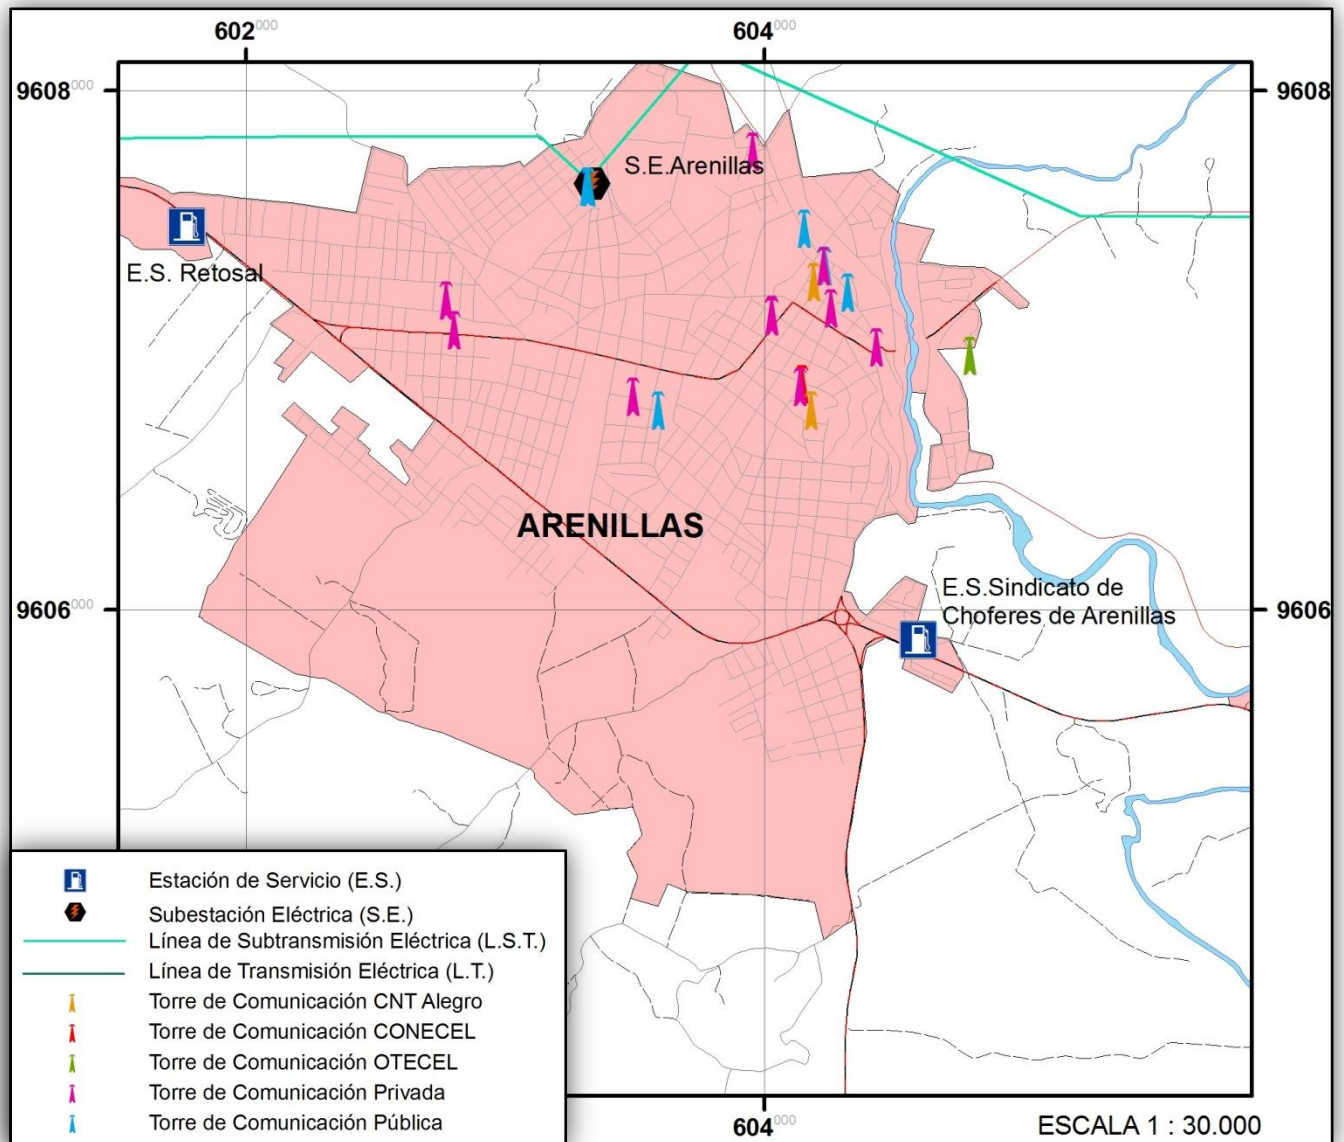 602000
604000
9608000
9608
S.E.Arenillas
E.S. Retosal
ARENILLAS
E.S.Sindicato de
Choferes de Arenillas
9606000
9606
Estación de Servicio (E.S.)
Subestación Eléctrica (S.E.)
Línea de Subtransmisión Eléctrica (L.S.T.)
Línea de Transmisión Eléctrica (L.T.)
Torre de Comunicación CNT Alegro
Torre de Comunicación CONECEL
Torre de Comunicación OTECEL
Torre de Comunicación Privada
Torre de Comunicación Pública
604000
ESCALA 1 : 30.000